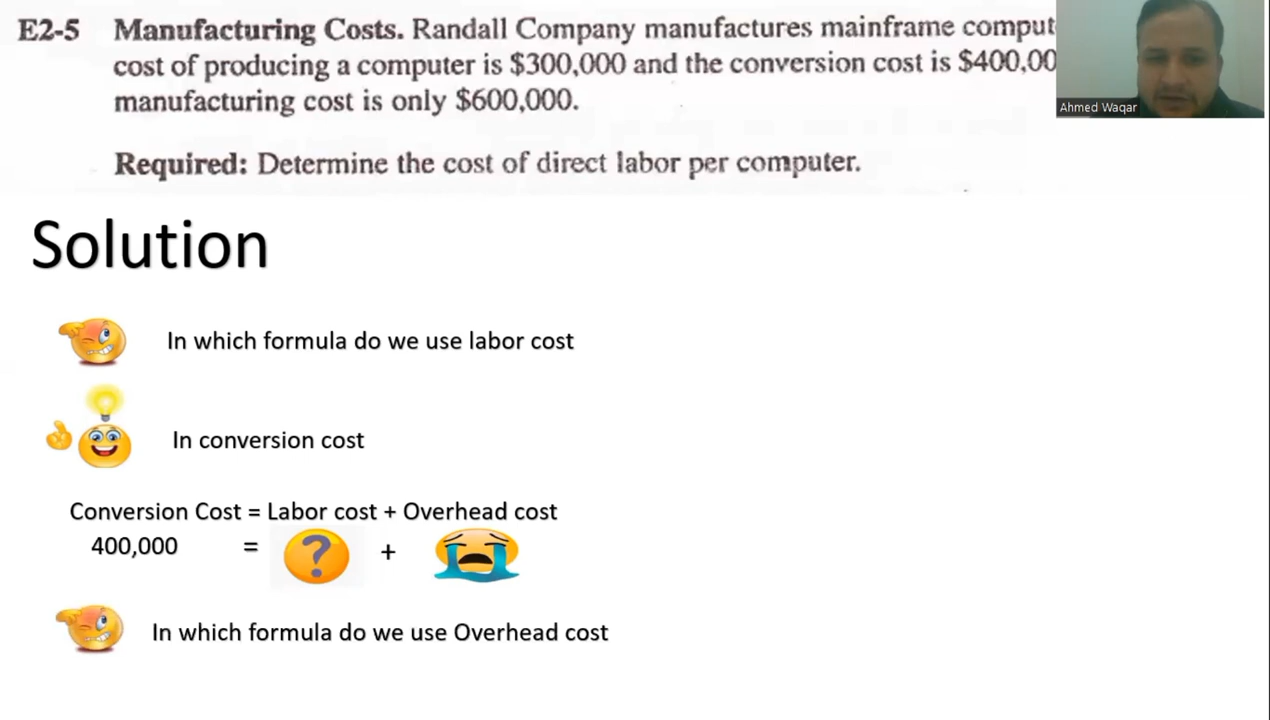 E2-5 Manufacturing Costs. Randall Company manufactures mainframe comput
cost of producing a computer is $300,000 and the conversion cost is $400,00
manufacturing cost is only $600,000.
Ahmed Waqar
Required: Determine the cost of direct labor per computer.
Solution
In which formula do we use labor cost
In conversion cost
Conversion Cost = Labor cost + Overhead cost
400,000 = ? +
In which formula do we use Overhead cost